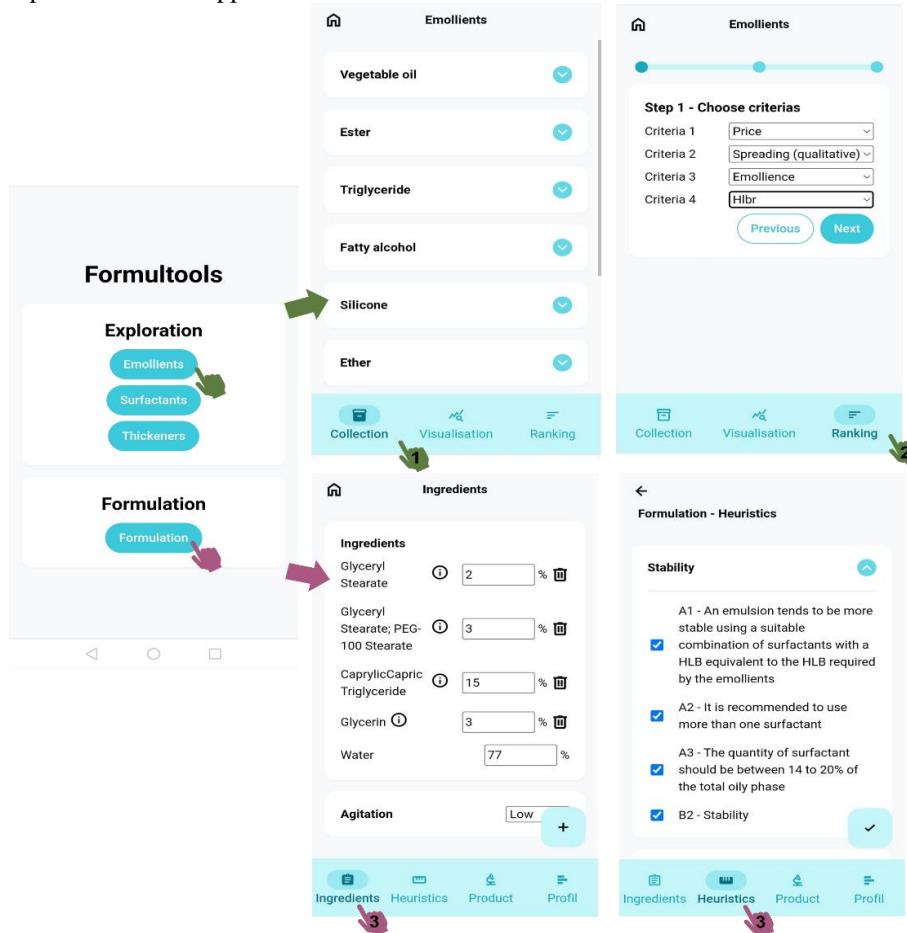 Formultools
Exploration
Emollients
Surfactants
Thickeners
Formulation
Formulation
Emollients
Vegetable oil
Ester
Triglyceride
Fatty alcohol
Silicone
Ether
Collection Visualisation Ranking
1
Emollients
Step 1 - Choose criterias
Criteria 1 Price
Criteria 2 Spreading (qualitative)
Criteria 3 Emollience
Criteria 4 Hlbr
Previous Next
Collection Visualisation Ranking
2
Ingredients
Ingredients
Glyceryl
Stearate 2 %
Glyceryl
Stearate; PEG-
100 Stearate 3 %
CaprylicCapric
Triglyceride 15 %
Glycerin 3 %
Water 77 %
Agitation Low
+
Ingredients Heuristics Product Profil
3
Formulation - Heuristics
Stability
A1 - An emulsion tends to be more
stable using a suitable
combination of surfactants with a
HLB equivalent to the HLB required
by the emollients
A2 - It is recommended to use
more than one surfactant
A3 - The quantity of surfactant
should be between 14 to 20% of
the total oily phase
B2 - Stability
Ingredients Heuristics Product Profil
3